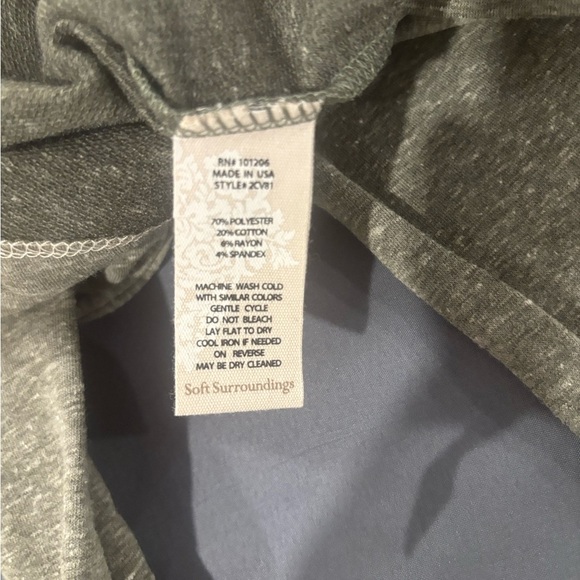 RN# 101206
MADE IN USA
STYLE# 2CV81
70% POLYESTER
20% COTTON
6% RAYON
4% SPANDEX
MACHINE WASH COLD
WITH SIMILAR COLORS
GENTLE CYCLE
DO NOT BLEACH
LAY FLAT TO DRY
COOL IRON IF NEEDED
ON REVERSE
MAY BE DRY CLEANED
Soft Surroundings